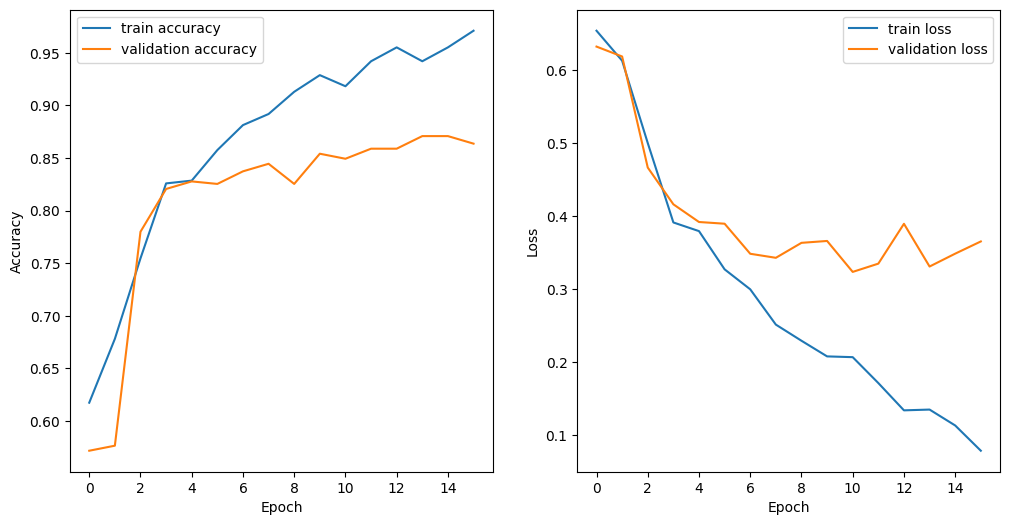 train accuracy
validation accuracy
Accuracy
0.95
0.90
0.85
0.80
0.75
0.70
0.65
0.60
0 2 4 6 8 10 12 14
Epoch
train loss
validation loss
Loss
0.6
0.5
0.4
0.3
0.2
0.1
0 2 4 6 8 10 12 14
Epoch